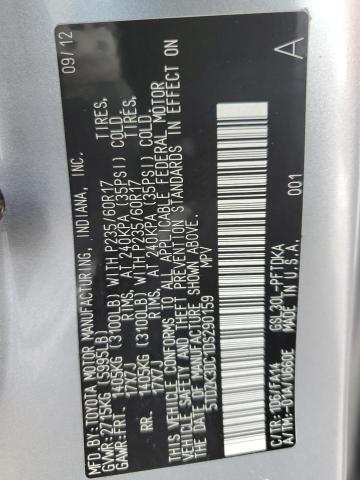 09/12
MFD. BY: TOYOTA MOTOR MANUFACTURING, INDIANA, INC.
GVWR: 2715KG (5995LB)
GAWR: FRT. 1405KG (3100LB) WITH P235/60R17 TIRES,
17X7J RIMS, AT 240KPA (35PSI) COLD.
RR. 1405KG (3100LB) WITH P235/60R17 TIRES,
17X7J RIMS, AT 240KPA (35PSI) COLD.
THIS VEHICLE CONFORMS TO ALL APPLICABLE FEDERAL MOTOR
VEHICLE SAFETY AND THEFT PREVENTION STANDARDS IN EFFECT ON
THE DATE OF MANUFACTURE SHOWN ABOVE.
5TDZK3DC1DS290159 MPV
001 A
C/TR: 1D6/FA14 GSL30L-PFTQKA
A/TM:-01A/U660E MADE IN U.S.A.